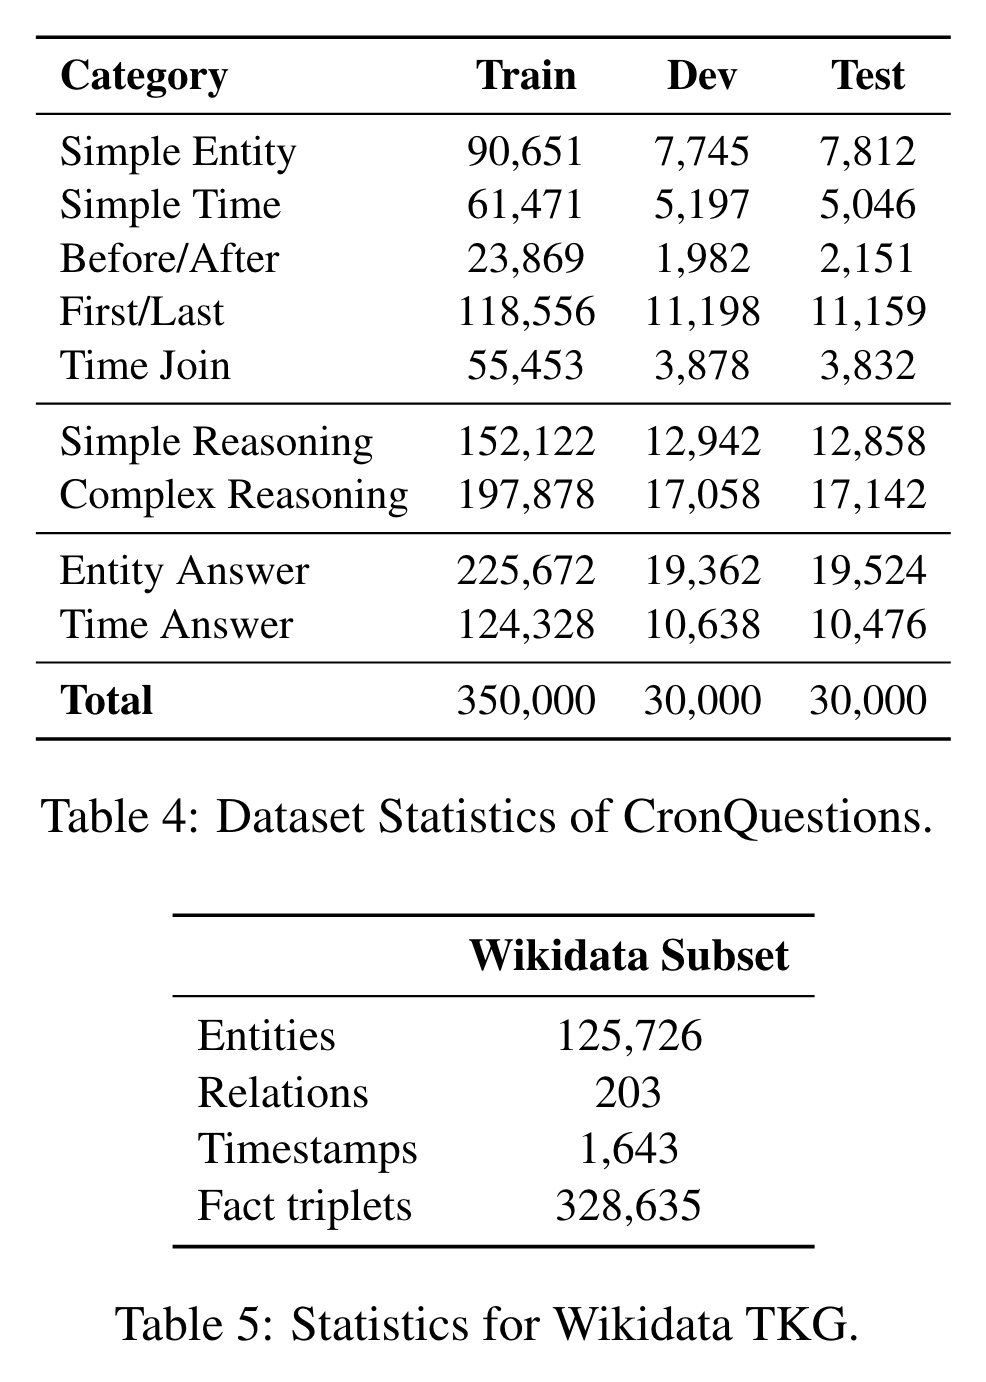 Category Train Dev Test
Simple Entity 90,651 7,745 7,812
Simple Time 61,471 5,197 5,046
Before/After 23,869 1,982 2,151
First/Last 118,556 11,198 11,159
Time Join 55,453 3,878 3,832
Simple Reasoning 152,122 12,942 12,858
Complex Reasoning 197,878 17,058 17,142
Entity Answer 225,672 19,362 19,524
Time Answer 124,328 10,638 10,476
Total 350,000 30,000 30,000
Table 4: Dataset Statistics of CronQuestions.
Wikidata Subset
Entities 125,726
Relations 203
Timestamps 1,643
Fact triplets 328,635
Table 5: Statistics for Wikidata TKG.